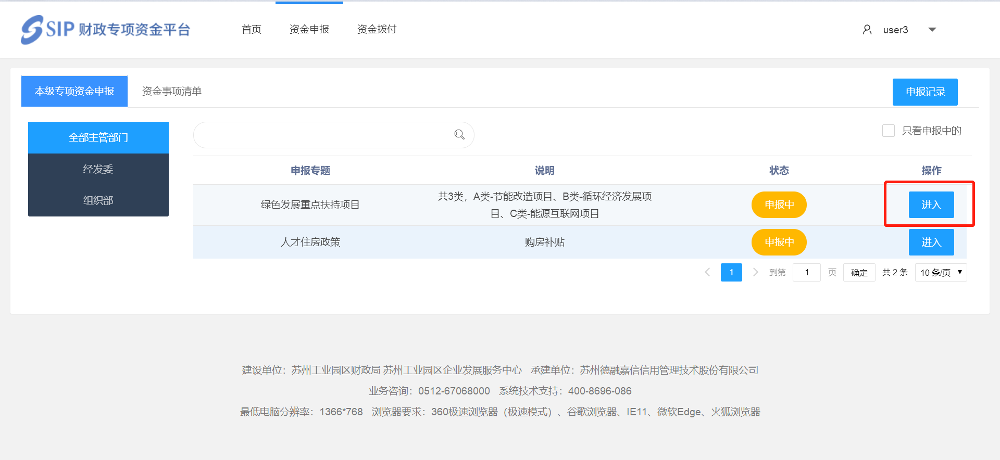 SIP 财政专项资金平台
首页 资金申报 资金拨付
user3
本级专项资金申报 资金事项清单
申报记录
全部主管部门
经发委
组织部
只看申报中的
申报专题 说明 状态 操作
绿色发展重点扶持项目 共3类，A类-节能改造项目、B类-循环经济发展项
目、C类-能源互联网项目 申报中 进入
人才住房政策 购房补贴 申报中 进入
1 到第 1 页 确定 共 2 条 10 条/页
建设单位：苏州工业园区财政局 苏州工业园区企业发展服务中心 承建单位：苏州德融嘉信信用管理技术股份有限公司
业务咨询：0512-67068000 系统技术支持：400-8696-086
最低电脑分辨率：1366*768 浏览器要求：360极速浏览器（极速模式）、谷歌浏览器、IE11、微软Edge、火狐浏览器